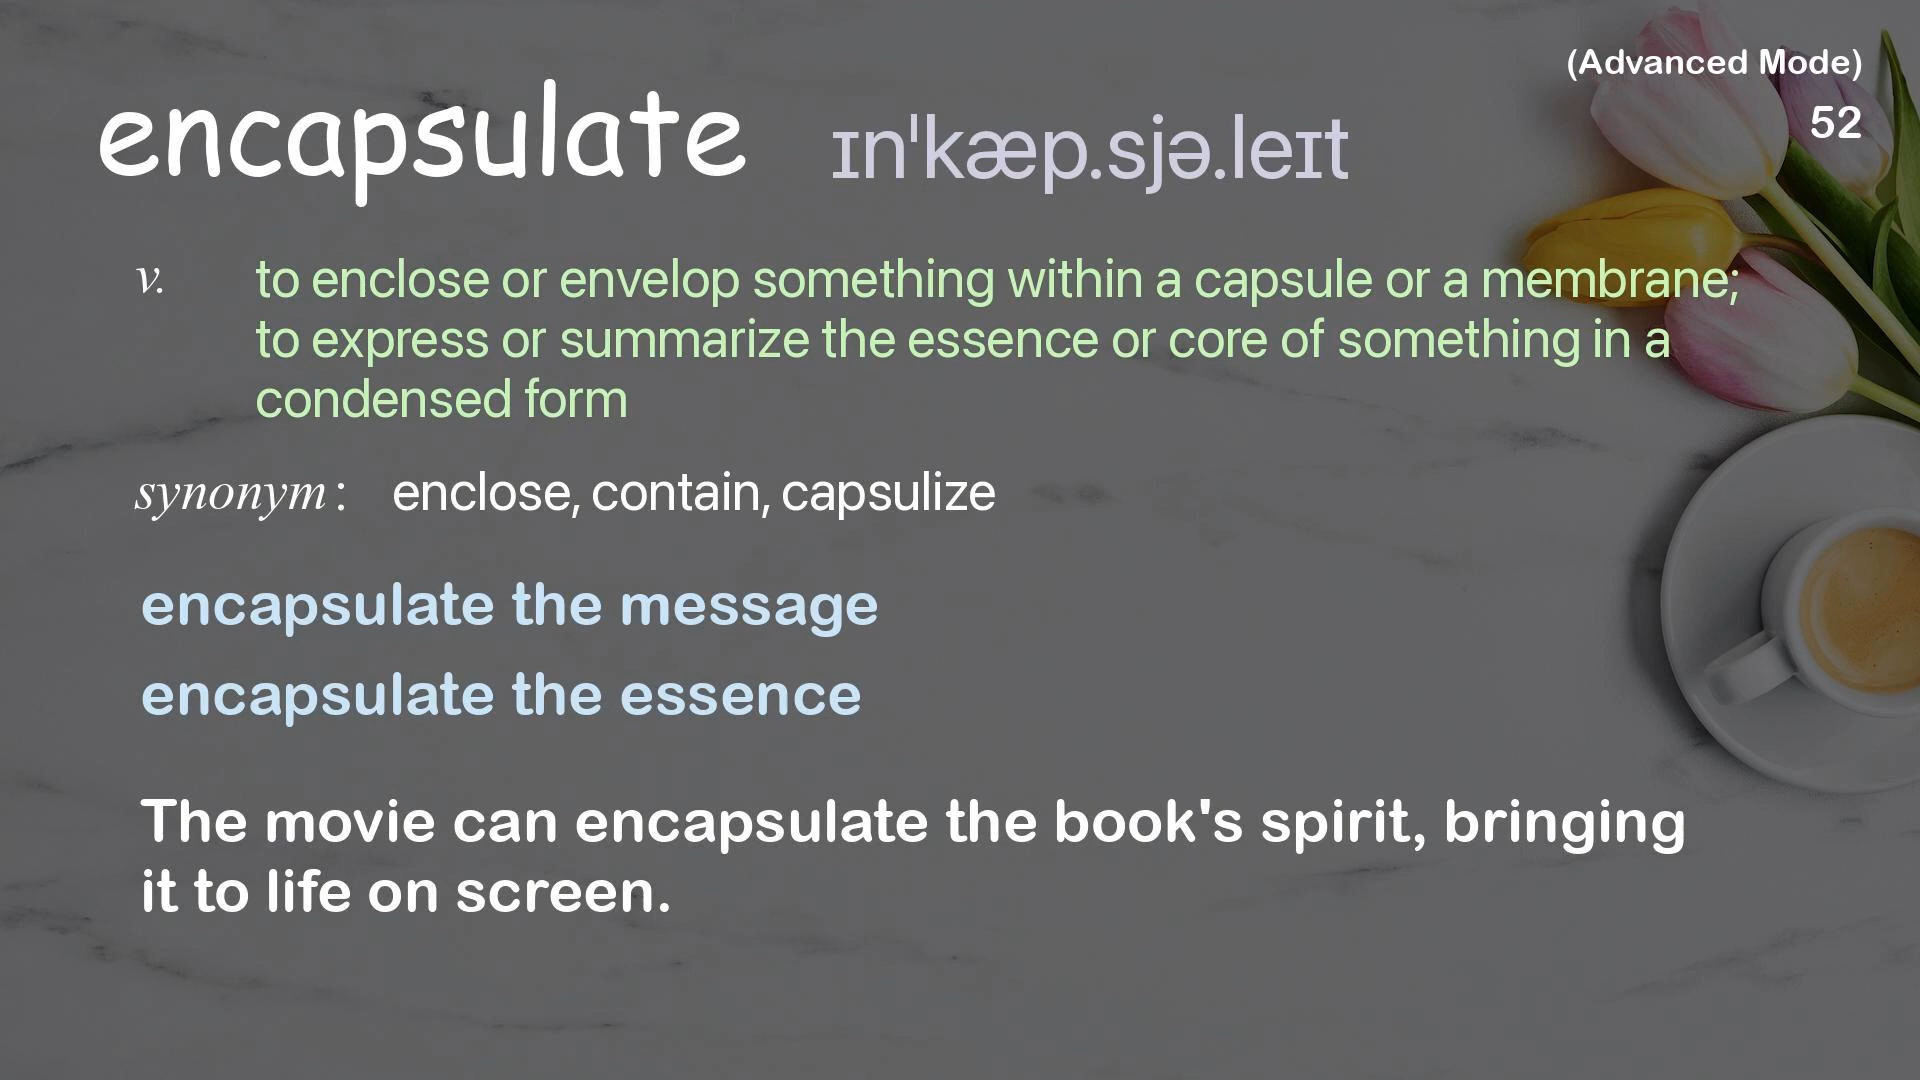 (Advanced Mode)
52
encapsulate ɪnˈkæp.sjə.leɪt
v. to enclose or envelop something within a capsule or a membrane;
to express or summarize the essence or core of something in a
condensed form
synonym: enclose, contain, capsulize
encapsulate the message
encapsulate the essence
The movie can encapsulate the book's spirit, bringing
it to life on screen.